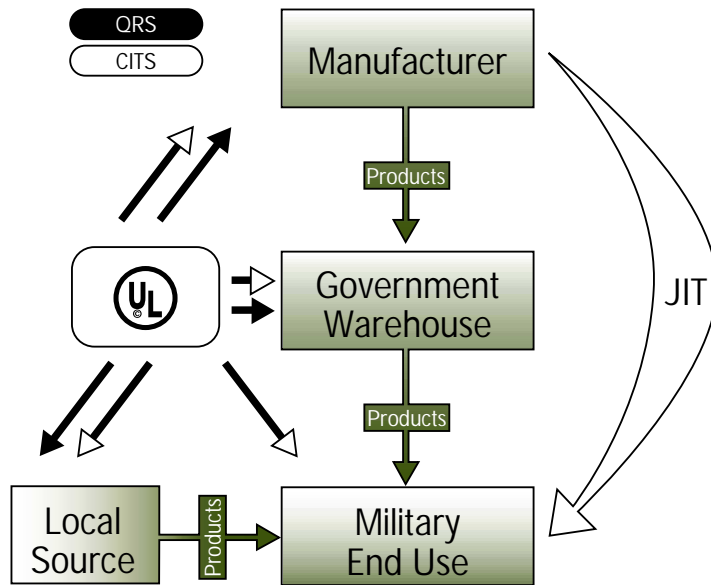 QRS
CITS
Manufacturer
Products
UL
©
Government
Warehouse
JIT
Products
Local
Source
Products
Military
End Use